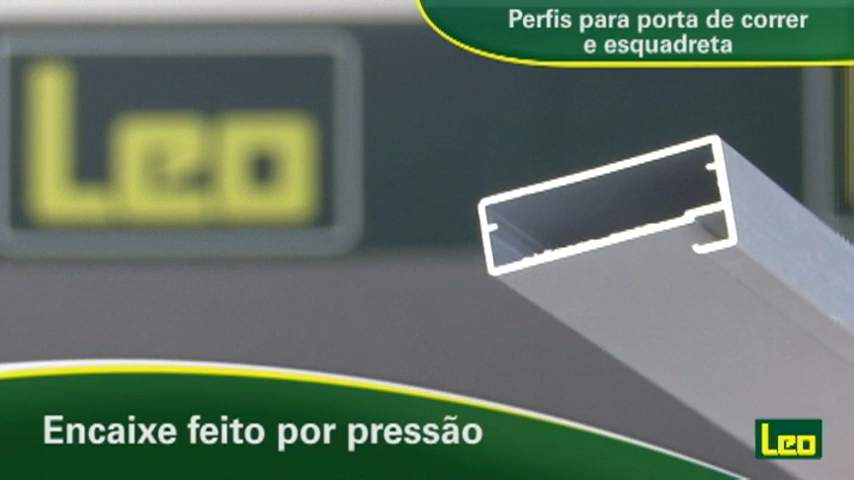 Perfis para porta de correr
e esquadreta
Leo
Encaixe feito por pressão
Leo